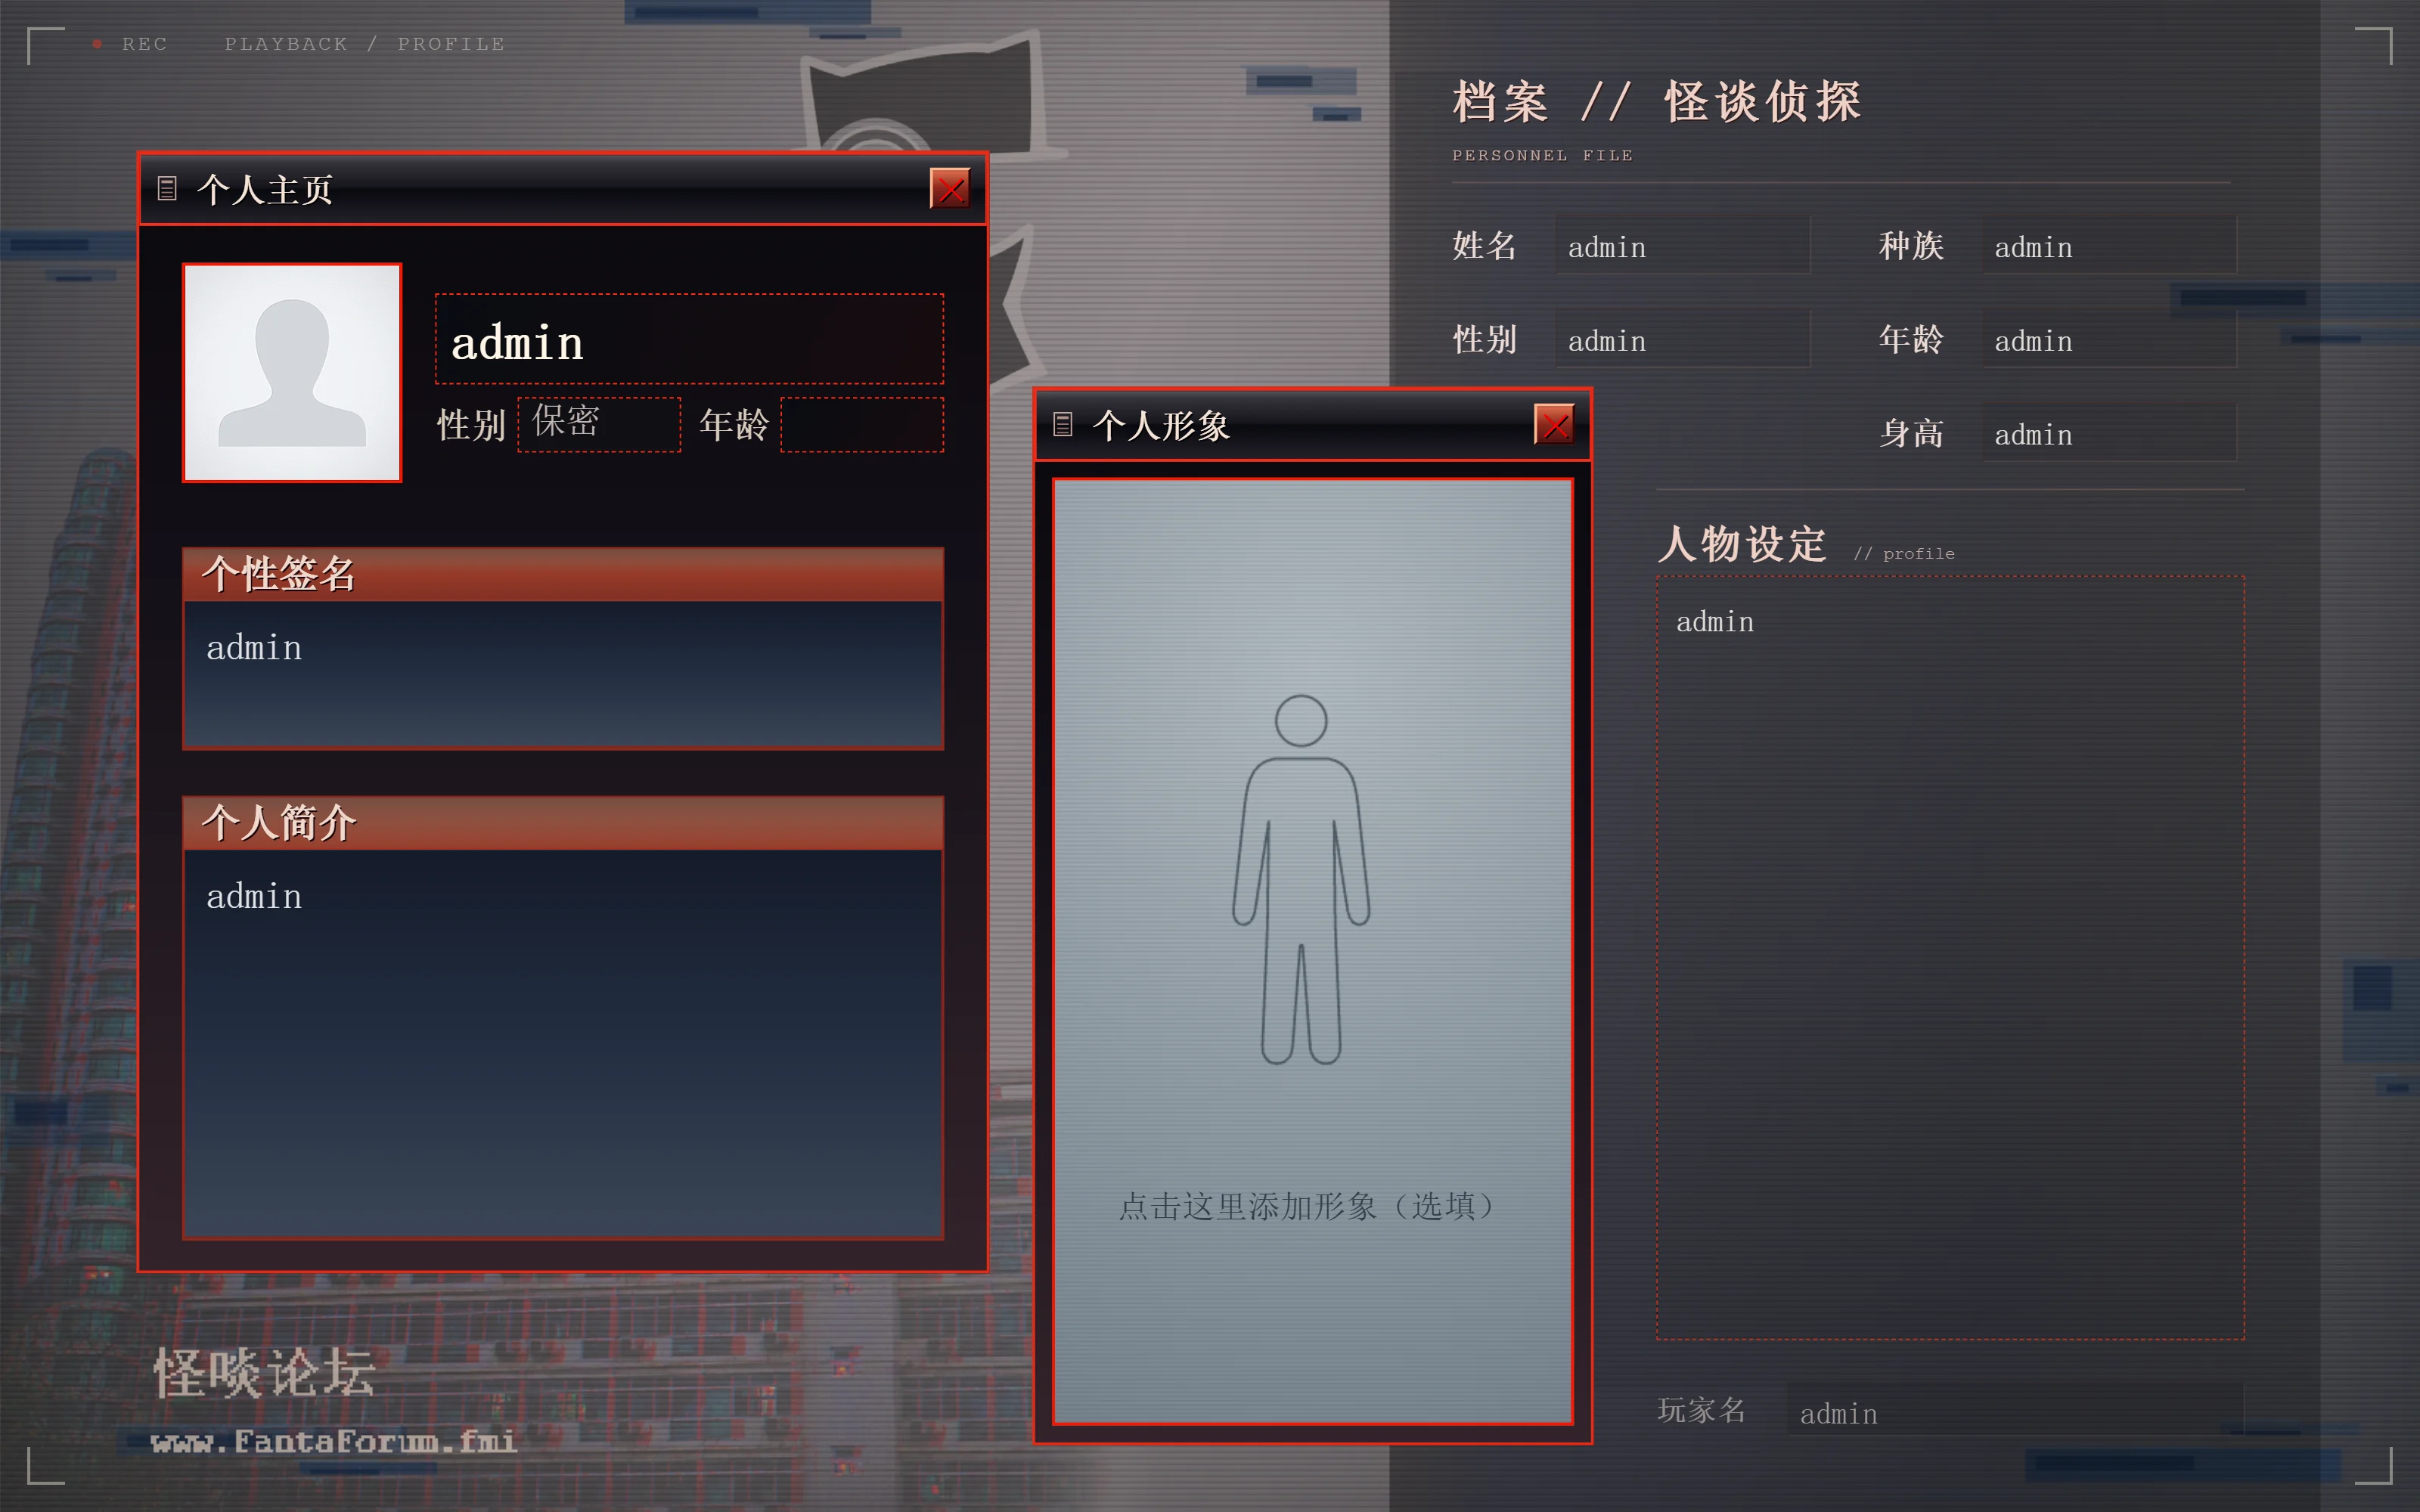 REC PLAYBACK / PROFILE
个人主页
admin
性别 保密 年龄
个性签名
admin
个人简介
admin
怪啖论坛
www.FantaForum.fmi
个人形象
点击这里添加形象（选填）
档案 // 怪谈侦探
PERSONNEL FILE
姓名 admin 种族 admin
性别 admin 年龄 admin
身高 admin
人物设定 // profile
admin
玩家名 admin